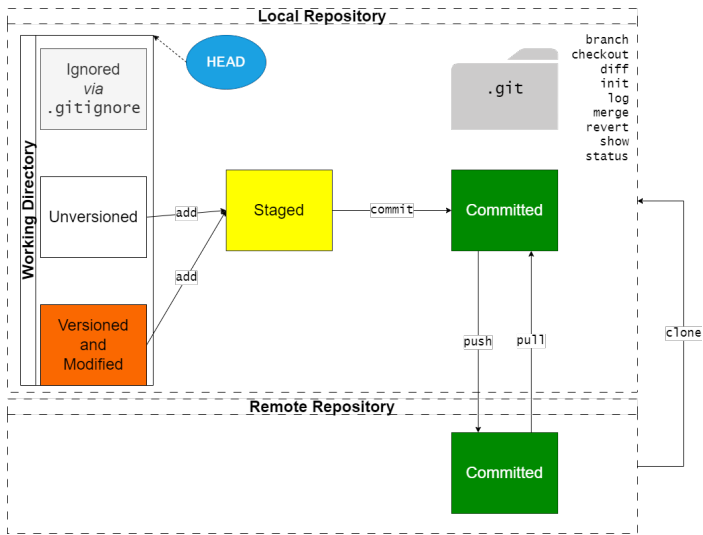 Local Repository
Working Directory
Ignored
via
.gitignore
HEAD
.git
branch
checkout
diff
init
log
merge
revert
show
status
Unversioned
add
Staged
commit
Committed
add
Versioned
and
Modified
push
pull
clone
Remote Repository
Committed